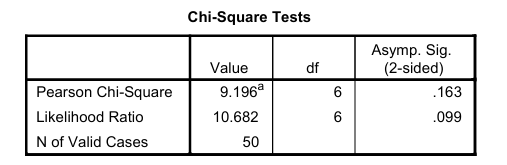 Chi-Square Tests
Asymp. Sig.
Value df (2-sided)
Pearson Chi-Square 9.196a 6 .163
Likelihood Ratio 10.682 6 .099
N of Valid Cases 50